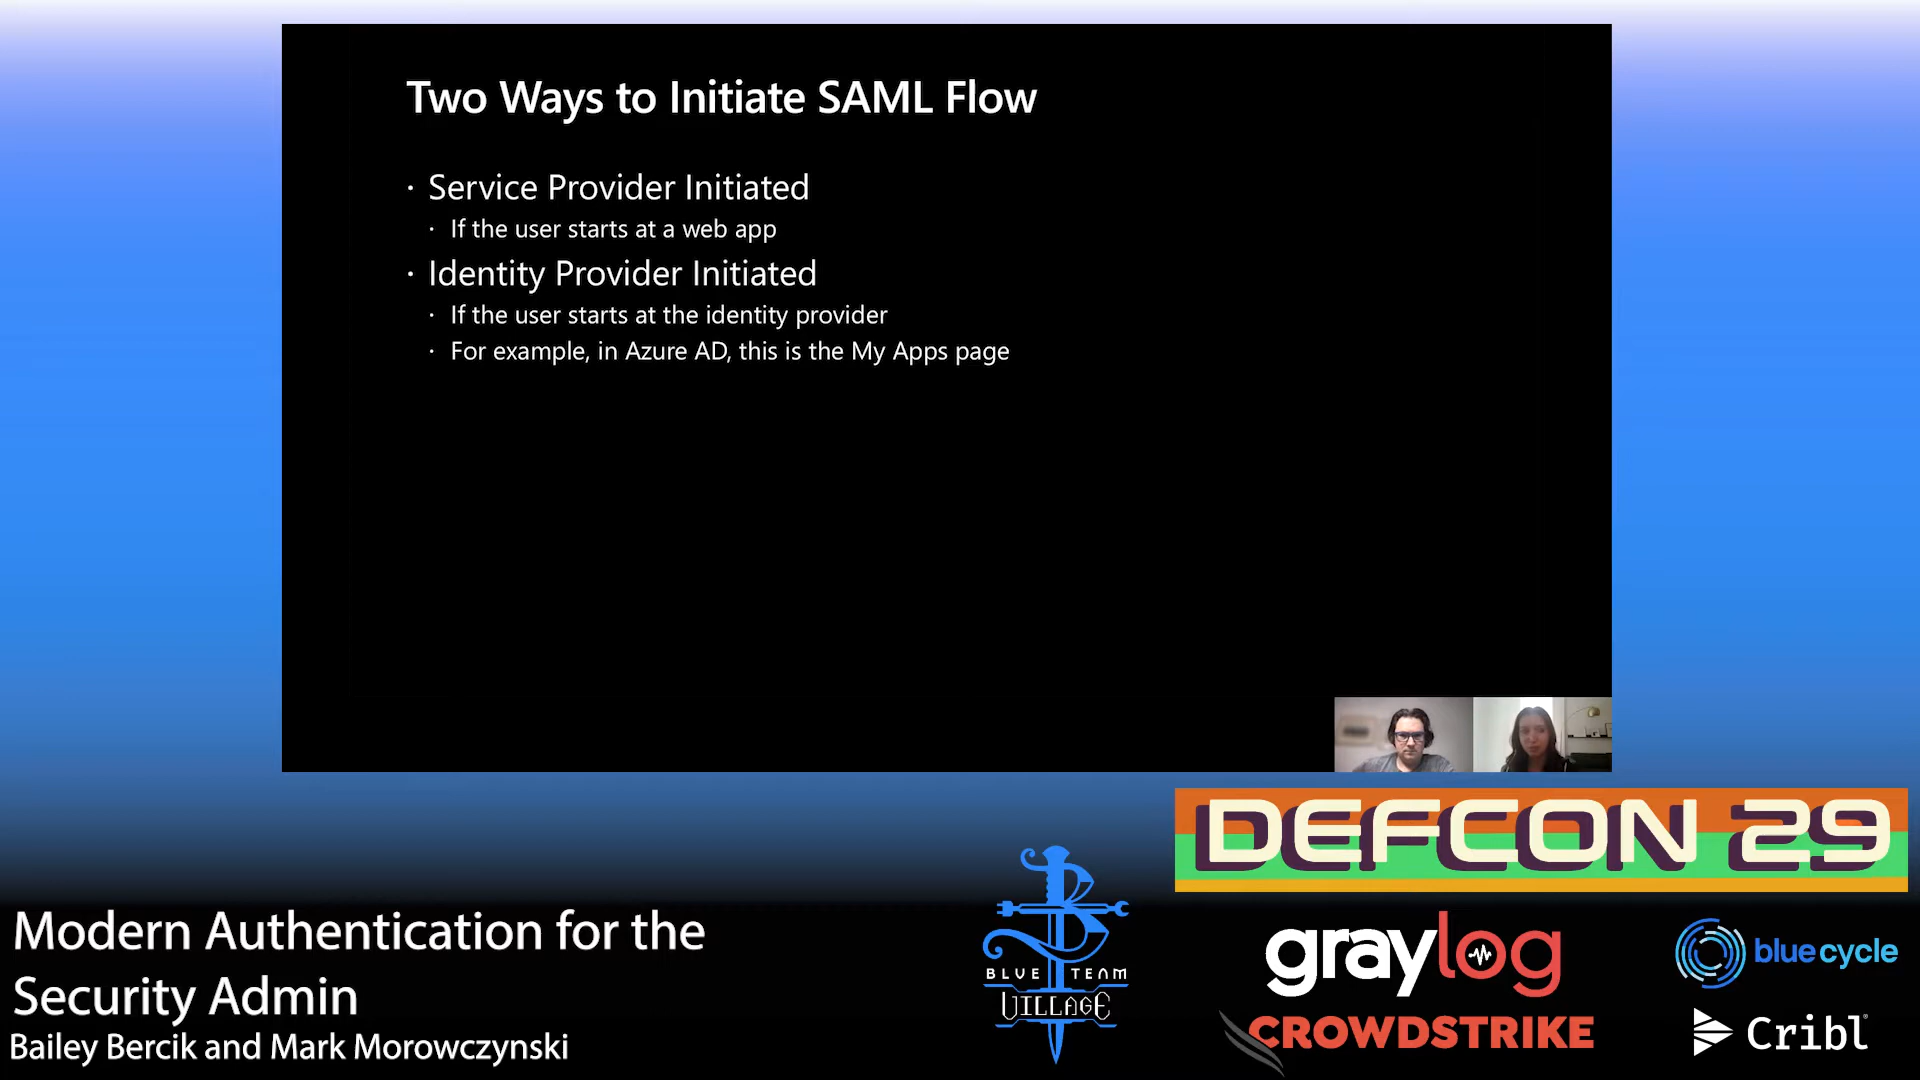 Two Ways to Initiate SAML Flow
· Service Provider Initiated
· If the user starts at a web app
· Identity Provider Initiated
· If the user starts at the identity provider
· For example, in Azure AD, this is the My Apps page
DEFCON 29
Modern Authentication for the
Security Admin
Bailey Bercik and Mark Morowczynski
BLUE TEAM
VILLAGE
graylog
blue cycle
CROWDSTRIKE
Cribl